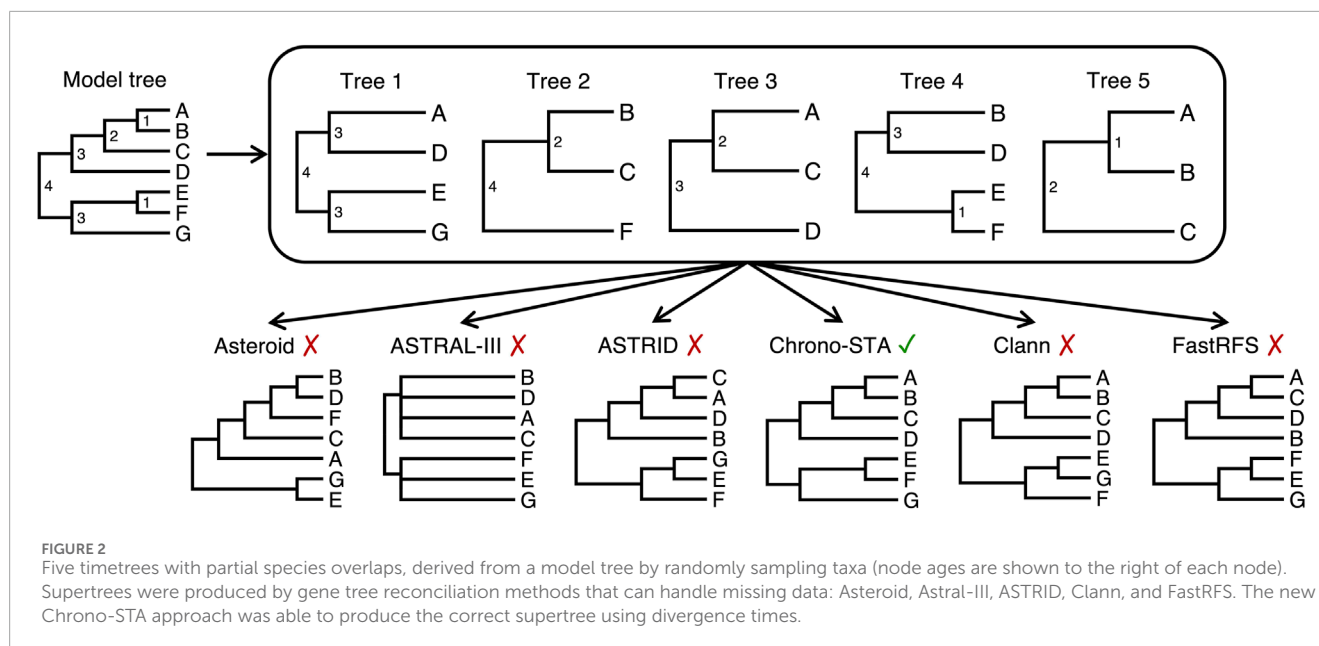 Model tree
A
B
C
D
E
F
G
1
2
3
4
1
3
Tree 1
A
D
E
G
3
4
3
Tree 2
B
C
F
2
4
Tree 3
A
C
D
2
3
Tree 4
B
D
E
F
3
4
1
Tree 5
A
B
C
1
2
Asteroid ✗
B
D
F
C
A
G
E
ASTRAL-III ✗
B
D
A
C
F
E
G
ASTRID ✗
C
A
D
B
G
E
F
Chrono-STA ✓
A
B
C
D
E
F
G
Clann ✗
A
B
C
D
E
G
F
FastRFS ✗
A
C
D
B
F
E
G
FIGURE 2
Five timetrees with partial species overlaps, derived from a model tree by randomly sampling taxa (node ages are shown to the right of each node).
Supertrees were produced by gene tree reconciliation methods that can handle missing data: Asteroid, Astral-III, ASTRID, Clann, and FastRFS. The new
Chrono-STA approach was able to produce the correct supertree using divergence times.